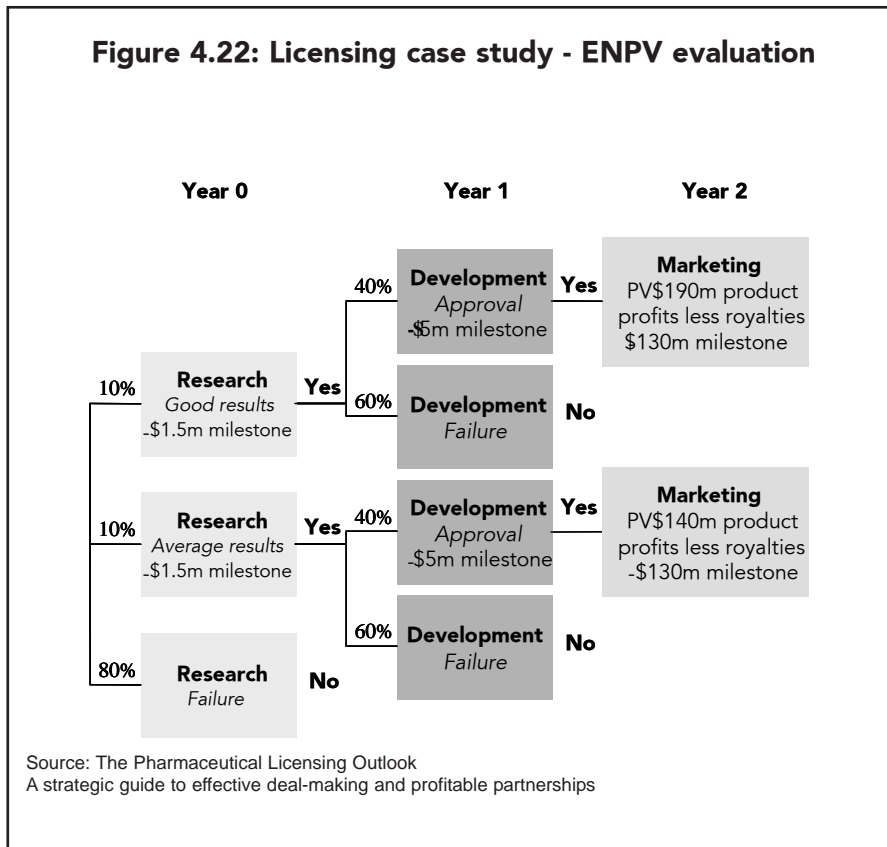 Figure 4.22: Licensing case study - ENPV evaluation
Year 0
Year 1
Year 2
40%
Development
Approval
-$5m milestone
Yes
Marketing
PV$190m product
profits less royalties
$130m milestone
10%
Research
Good results
-$1.5m milestone
Yes
60%
Development
Failure
No
10%
Research
Average results
-$1.5m milestone
Yes
40%
Development
Approval
-$5m milestone
Yes
Marketing
PV$140m product
profits less royalties
-$130m milestone
60%
Development
Failure
No
80%
Research
Failure
No
Source: The Pharmaceutical Licensing Outlook
A strategic guide to effective deal-making and profitable partnerships